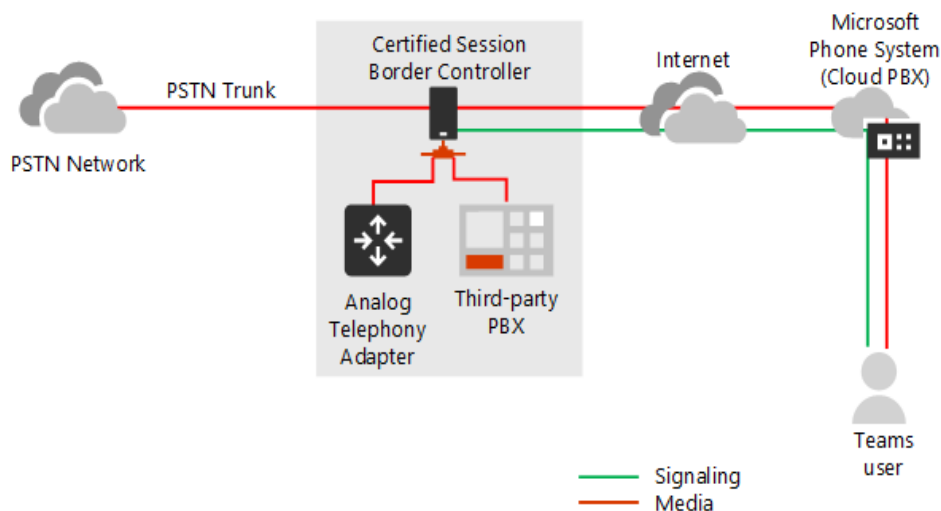 Microsoft
Phone System
(Cloud PBX)
Certified Session
Border Controller
Internet
PSTN Trunk
PSTN Network
Analog
Telephony
Adapter
Third-party
PBX
Teams
user
Signaling
Media